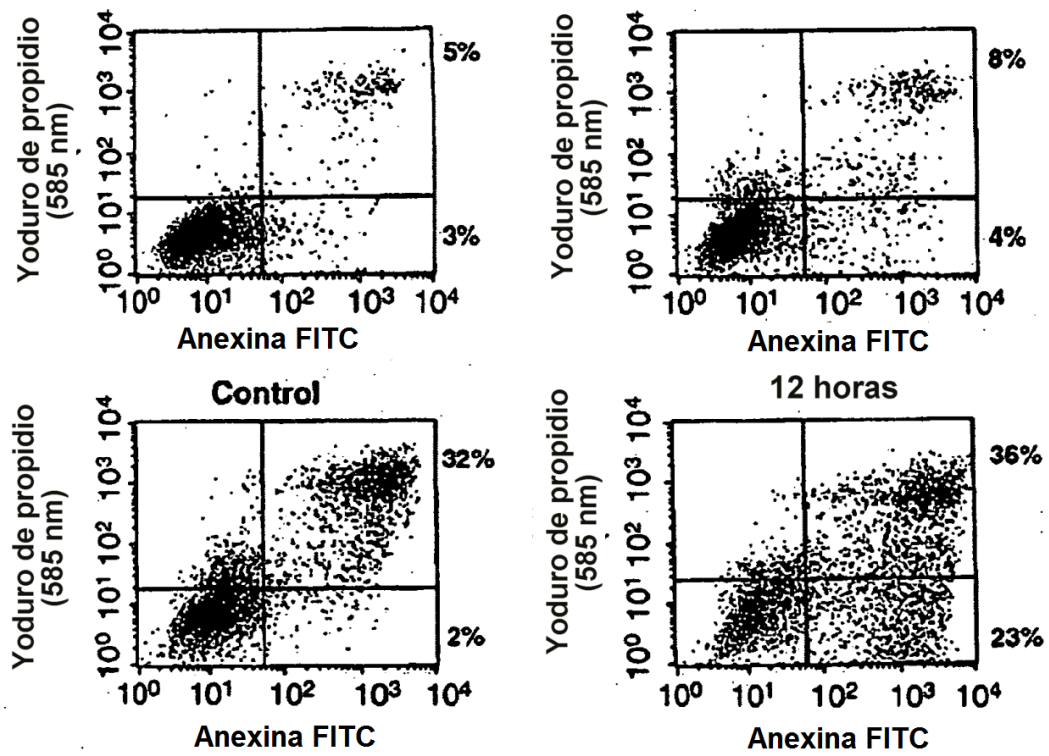 Yoduro de propidio
(585 nm)
10⁴
10³
10²
10¹
10⁰
5%
3%
10⁰ 10¹ 10² 10³ 10⁴
Anexina FITC
Yoduro de propidio
(585 nm)
10⁴
10³
10²
10¹
10⁰
8%
4%
10⁰ 10¹ 10² 10³ 10⁴
Anexina FITC
Control
Yoduro de propidio
(585 nm)
10⁴
10³
10²
10¹
10⁰
32%
2%
10⁰ 10¹ 10² 10³ 10⁴
Anexina FITC
12 horas
Yoduro de propidio
(585 nm)
10⁴
10³
10²
10¹
10⁰
36%
23%
10⁰ 10¹ 10² 10³ 10⁴
Anexina FITC